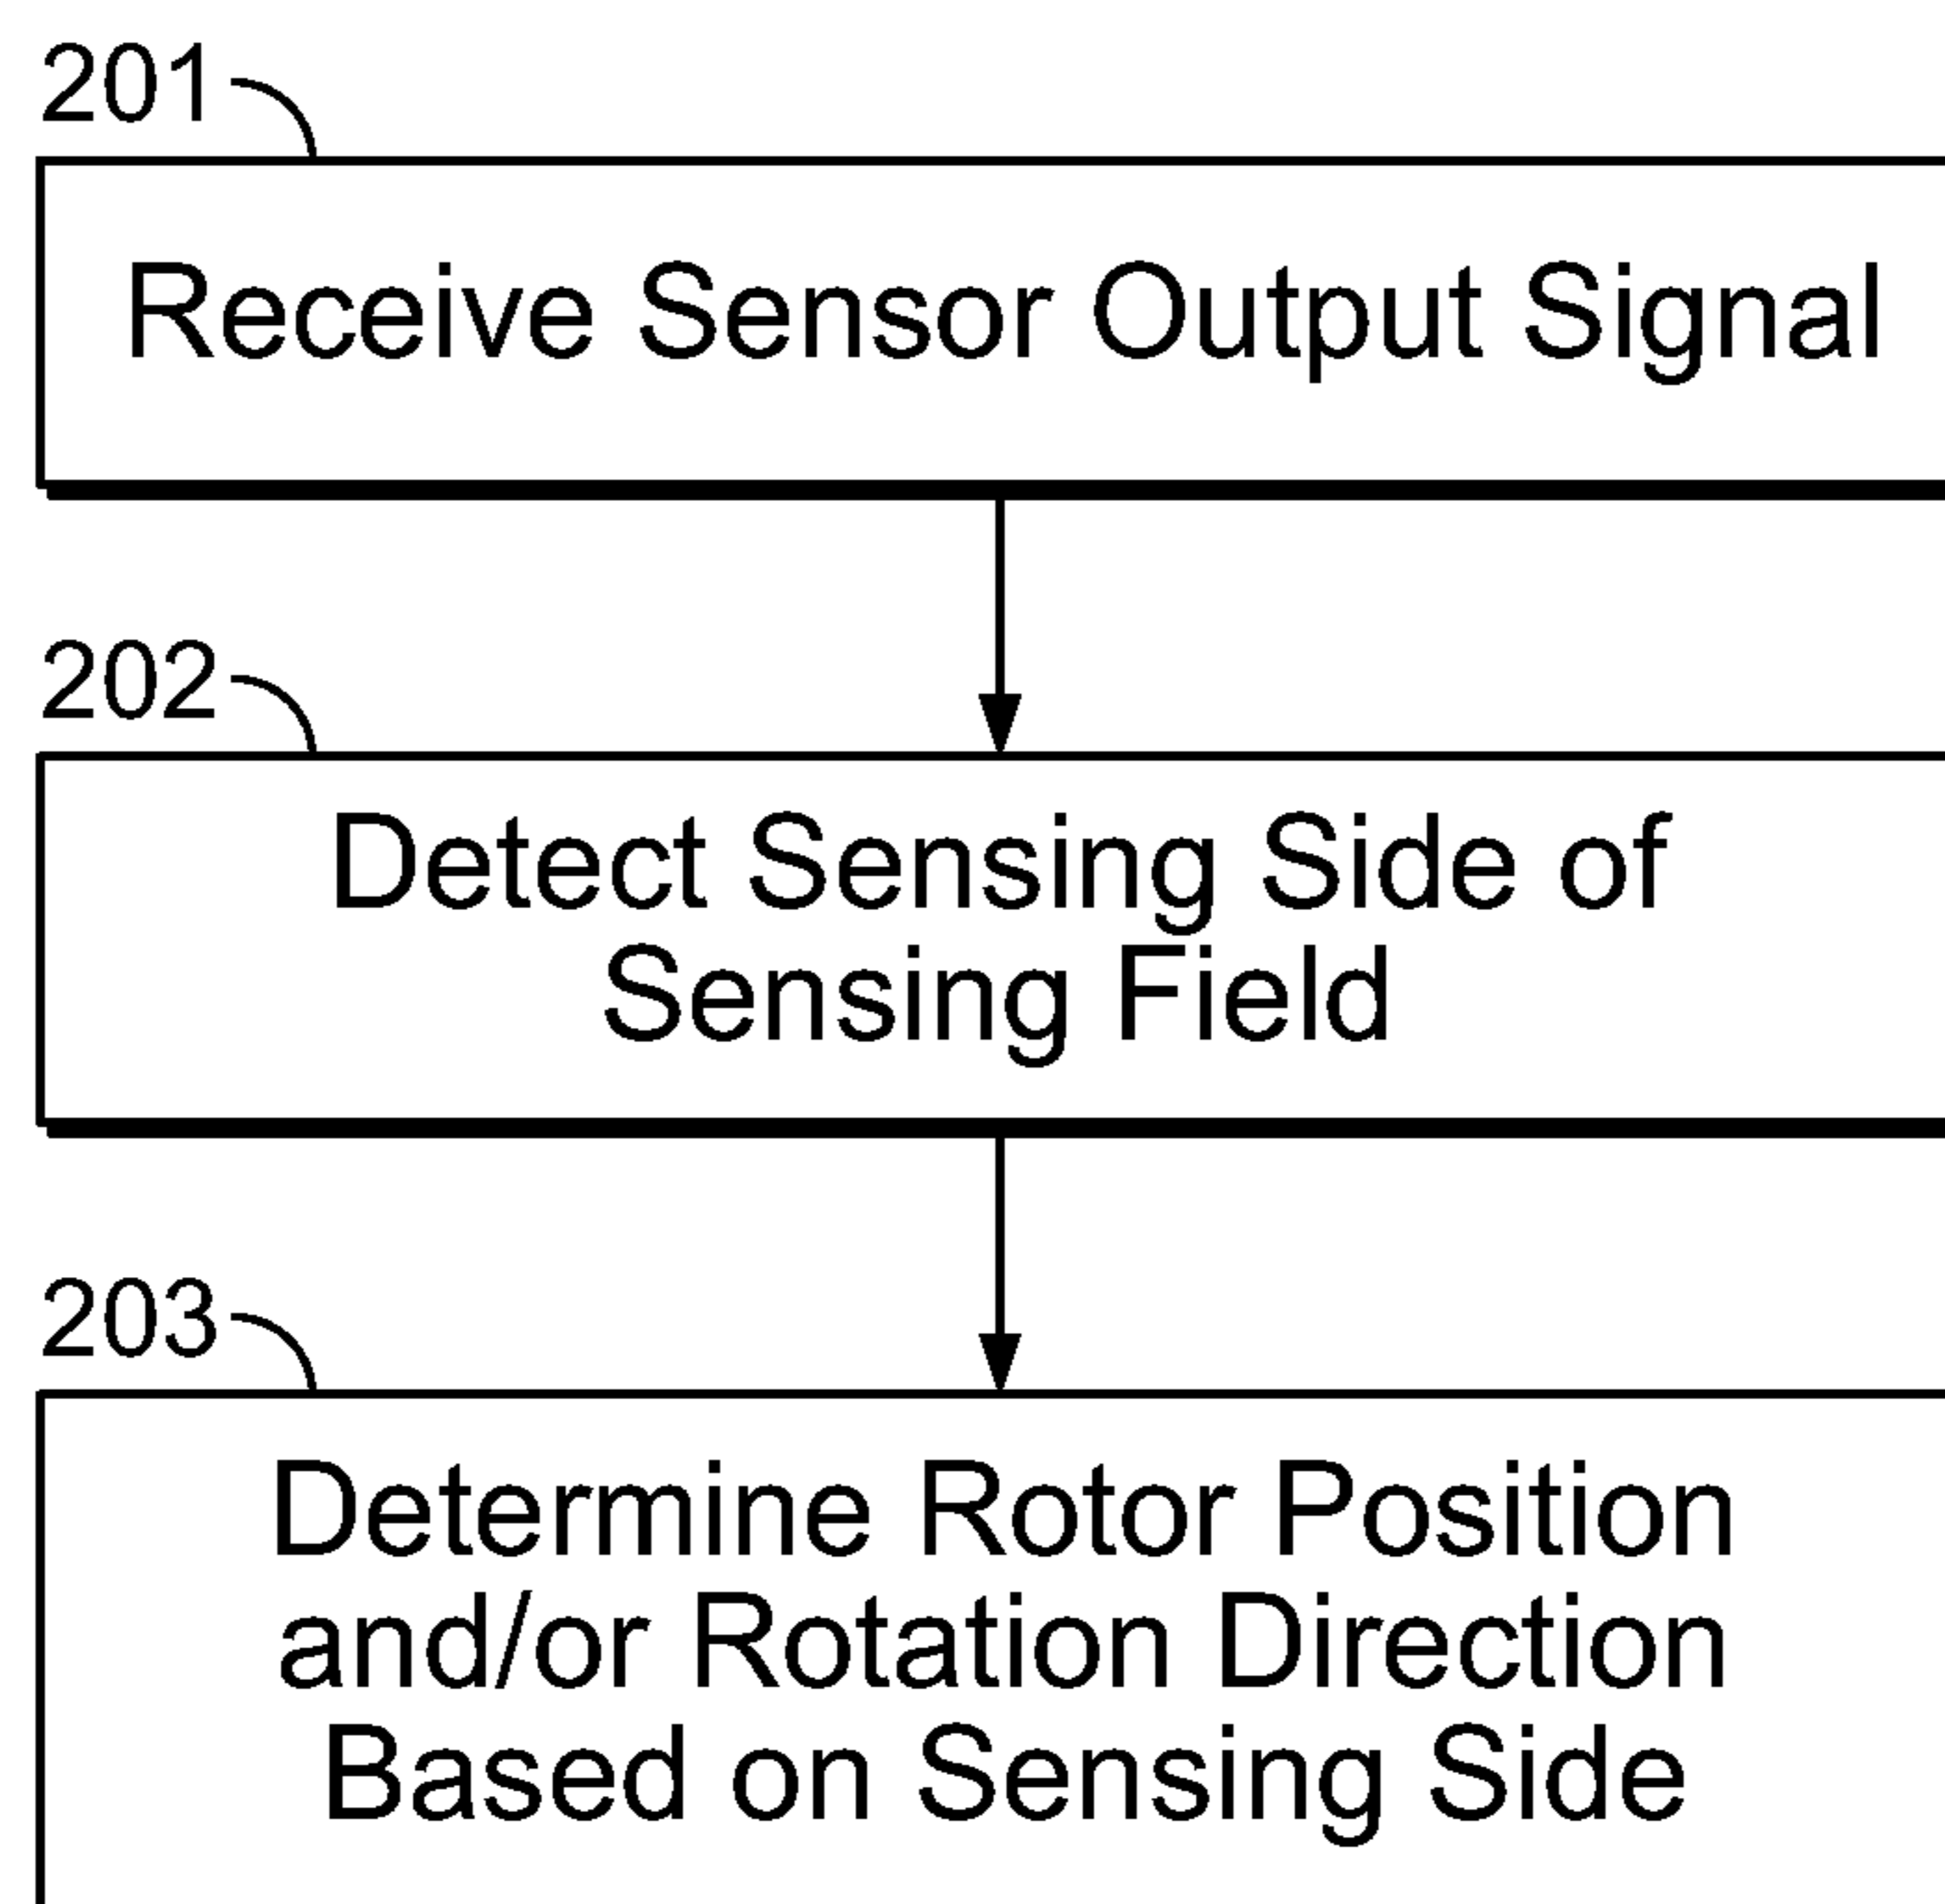 201
Receive Sensor Output Signal
202
Detect Sensing Side of
Sensing Field
203
Determine Rotor Position
and/or Rotation Direction
Based on Sensing Side